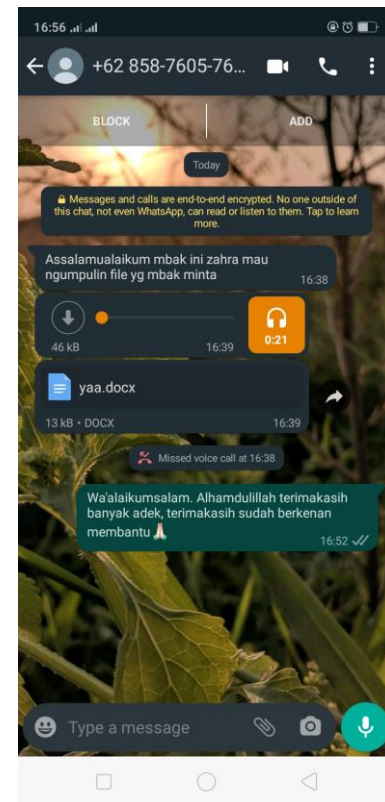 16:56
+62 858-7605-76...
BLOCK
ADD
Today
Messages and calls are end-to-end encrypted. No one outside of
this chat, not even WhatsApp, can read or listen to them. Tap to learn
more.
Assalamualaikum mbak ini zahra mau
ngumpulin file yg mbak minta
16:38
0:21
46 kB
16:39
yaa.docx
13 kB • DOCX
16:39
Missed voice call at 16:38
Wa'alaikumsalam. Alhamdulillah terimakasih
banyak adek, terimakasih sudah berkenan
membantu🙏🏻
16:52
Type a message